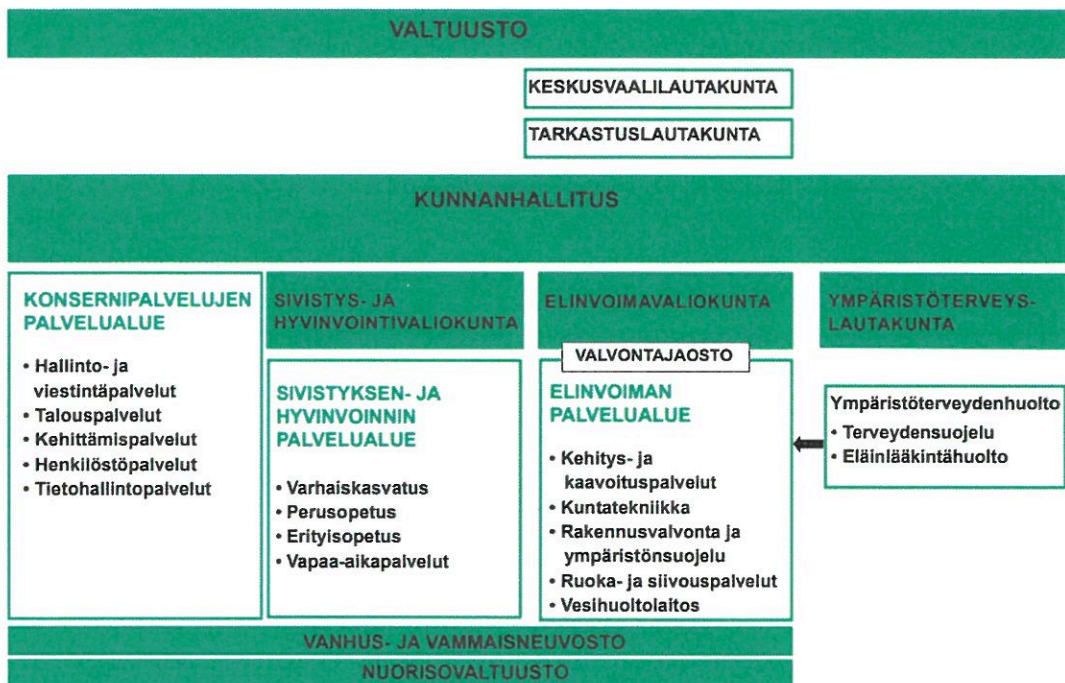 VALTUUSTO
KESKUSVAALILAUTAKUNTA
TARKASTUSLAUTAKUNTA
KUNNANHALLITUS
KONSERNIPALVELUJEN
PALVELUALUE
• Hallinto- ja
viestintäpalvelut
• Talouspalvelut
• Kehittämispalvelut
• Henkilöstöpalvelut
• Tietohallintopalvelut
SIVISTYS- JA
HYVINVOINTIVALIOKUNTA
SIVISTYKSEN- JA
HYVINVOINNIN
PALVELUALUE
• Varhaiskasvatus
• Perusopetus
• Erityisopetus
• Vapaa-aikapalvelut
ELINVOIMAVALIOKUNTA
VALVONTAJAOSTO
ELINVOIMAN
PALVELUALUE
• Kehitys- ja
kaavoituspalvelut
• Kuntatekniikka
• Rakennusvalvonta ja
ympäristönsuojelu
• Ruoka- ja siivouspalvelut
• Vesihuoltolaitos
YMPÄRISTÖTERVEYS-
LAUTAKUNTA
Ympäristöterveydenhuolto
• Terveydensuojelu
• Eläinlääkintähuolto
VANHUS- JA VAMMAISNEUVOSTO
NUORISOVALTUUSTO